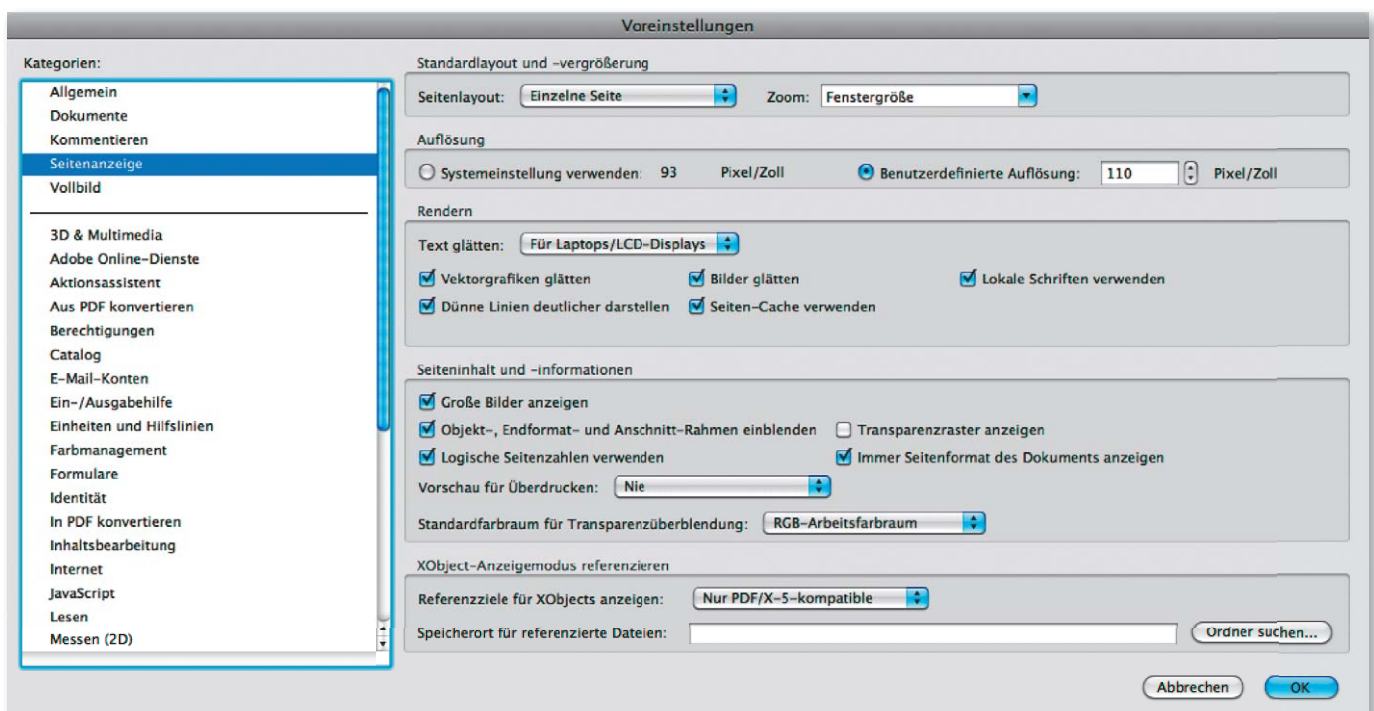 Voreinstellungen
Kategorien:
Allgemein
Dokumente
Kommentieren
Seitenanzeige
Vollbild
3D & Multimedia
Adobe Online-Dienste
Aktionsassistent
Aus PDF konvertieren
Berechtigungen
Catalog
E-Mail-Konten
Ein-/Ausgabehilfe
Einheiten und Hilfslinien
Farbmanagement
Formulare
Identität
In PDF konvertieren
Inhaltsbearbeitung
Internet
JavaScript
Lesen
Messen (2D)
Standardlayout und -vergrößerung
Seitenlayout: Einzelne Seite Zoom: Fenstergröße
Auflösung
Systemeinstellung verwenden: 93 Pixel/Zoll Benutzerdefinierte Auflösung: 110 Pixel/Zoll
Rendern
Text glätten: Für Laptops/LCD-Displays
Vektorgrafiken glätten Bilder glätten Lokale Schriften verwenden
Dünne Linien deutlicher darstellen Seiten-Cache verwenden
Seiteninhalt und -informationen
Große Bilder anzeigen
Objekt-, Endformat- und Anschnitt-Rahmen einblenden Transparenzraster anzeigen
Logische Seitenzahlen verwenden Immer Seitenformat des Dokuments anzeigen
Vorschau für Überdrucken: Nie
Standardfarbraum für Transparenzüberblendung: RGB-Arbeitsfarbraum
XObject-Anzeigemodus referenzieren
Referenzziele für XObjects anzeigen: Nur PDF/X-5-kompatible
Speicherort für referenzierte Dateien: Ordner suchen...
Abbrechen OK